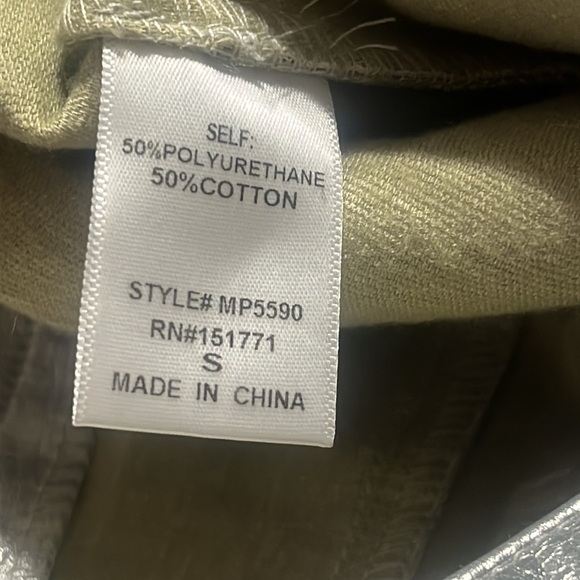 SELF:
50%POLYURETHANE
50%COTTON
STYLE# MP5590
RN#151771
S
MADE IN CHINA